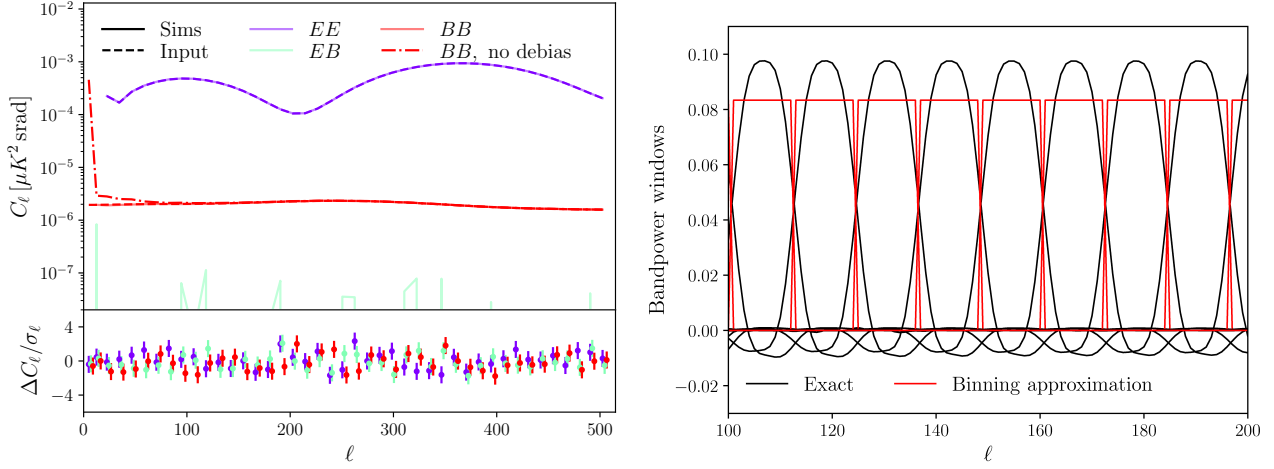 Sims
Input
EE
EB
BB
BB, no debias
C_ℓ [μK² srad]
10⁻²
10⁻³
10⁻⁴
10⁻⁵
10⁻⁶
10⁻⁷
ΔC_ℓ/σ_ℓ
4
0
−4
0 100 200 300 400 500
ℓ
Bandpower windows
0.10
0.08
0.06
0.04
0.02
0.00
−0.02
Exact
Binning approximation
100 120 140 160 180 200
ℓ